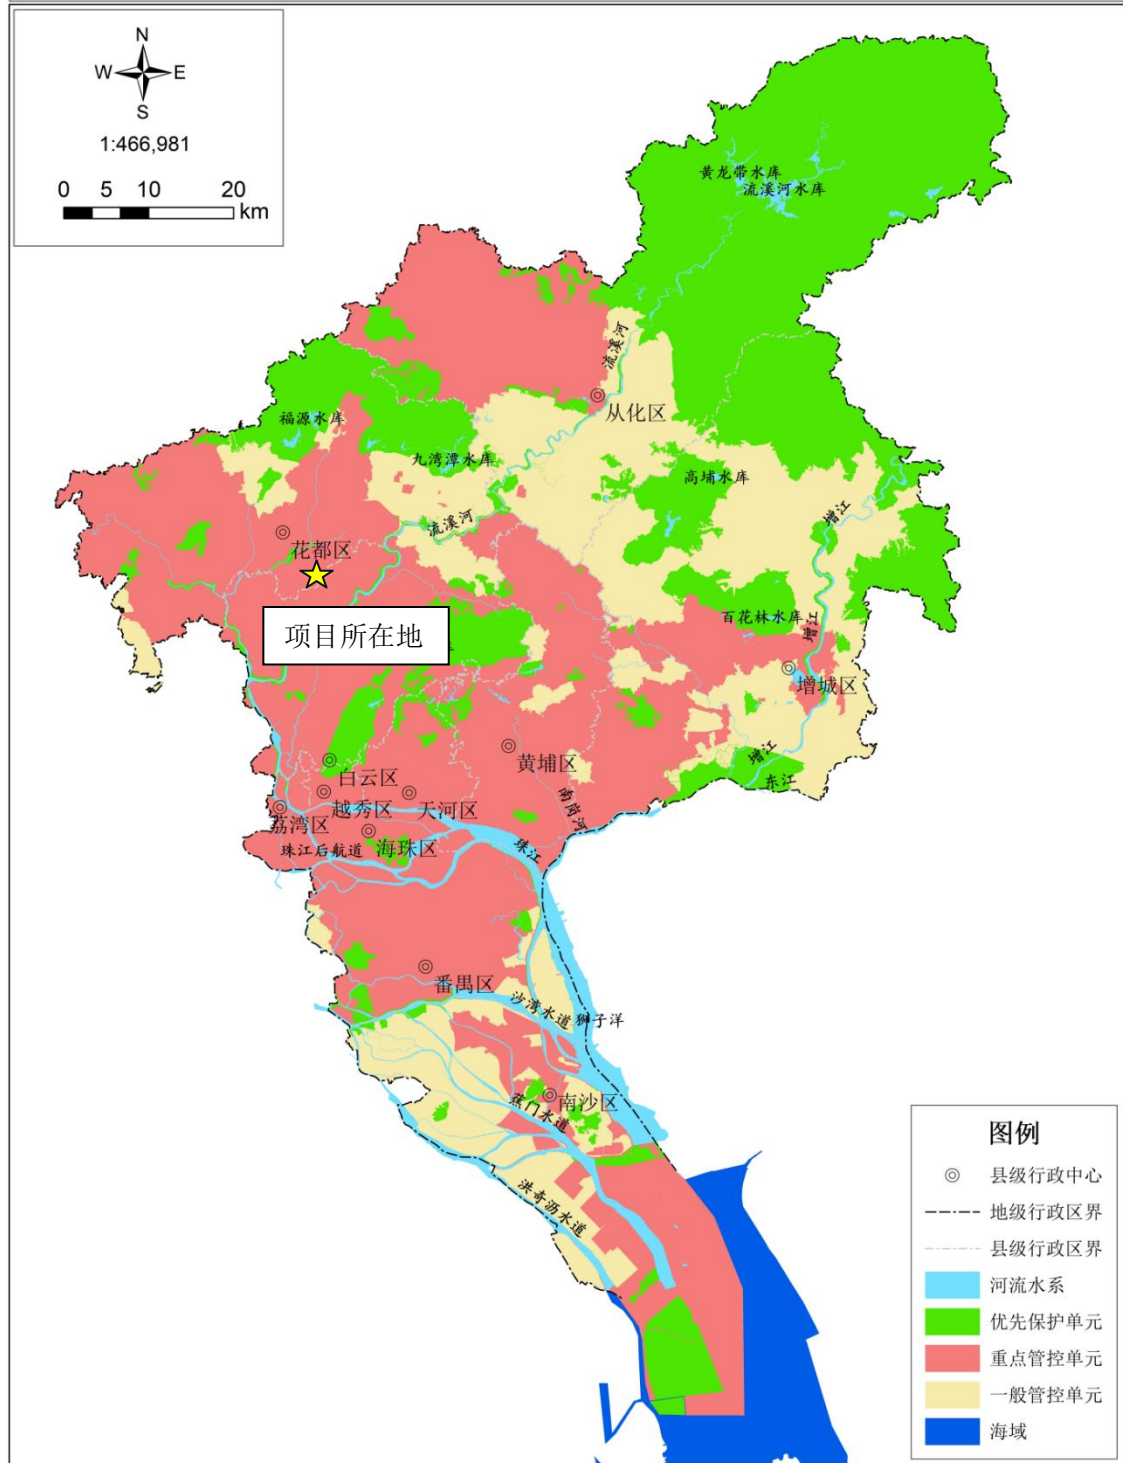 N
W E
S
1:466,981
0 5 10 20
km
黄龙带水库
流溪河水库
流溪河
从化区
福源水库
九湾潭水库
高埔水库
流溪河
增江
花都区
项目所在地
百花林水库
增江
增城区
黄埔区
增江
东江
白云区
越秀区
天河区
南岗河
荔湾区
海珠区
珠江后航道
珠江
番禺区
沙湾水道
狮子洋
南沙区
蕉门水道
洪奇沥水道
图例
县级行政中心
地级行政区界
县级行政区界
河流水系
优先保护单元
重点管控单元
一般管控单元
海域